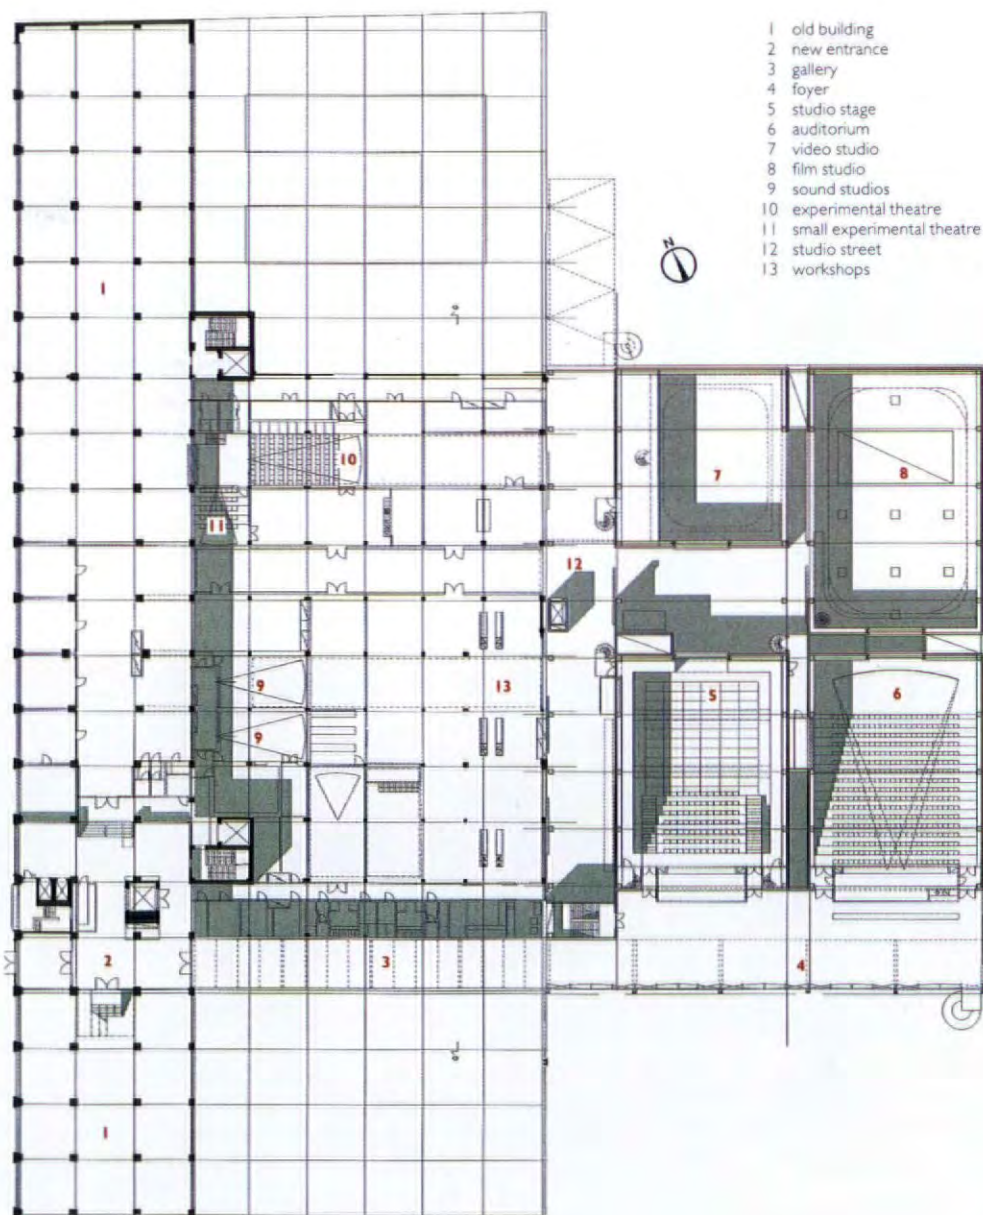 1 old building
2 new entrance
3 gallery
4 foyer
5 studio stage
6 auditorium
7 video studio
8 film studio
9 sound studios
10 experimental theatre
11 small experimental theatre
12 studio street
13 workshops
N
1
10
7
8
11
12
9
13
5
6
9
2
3
4
1